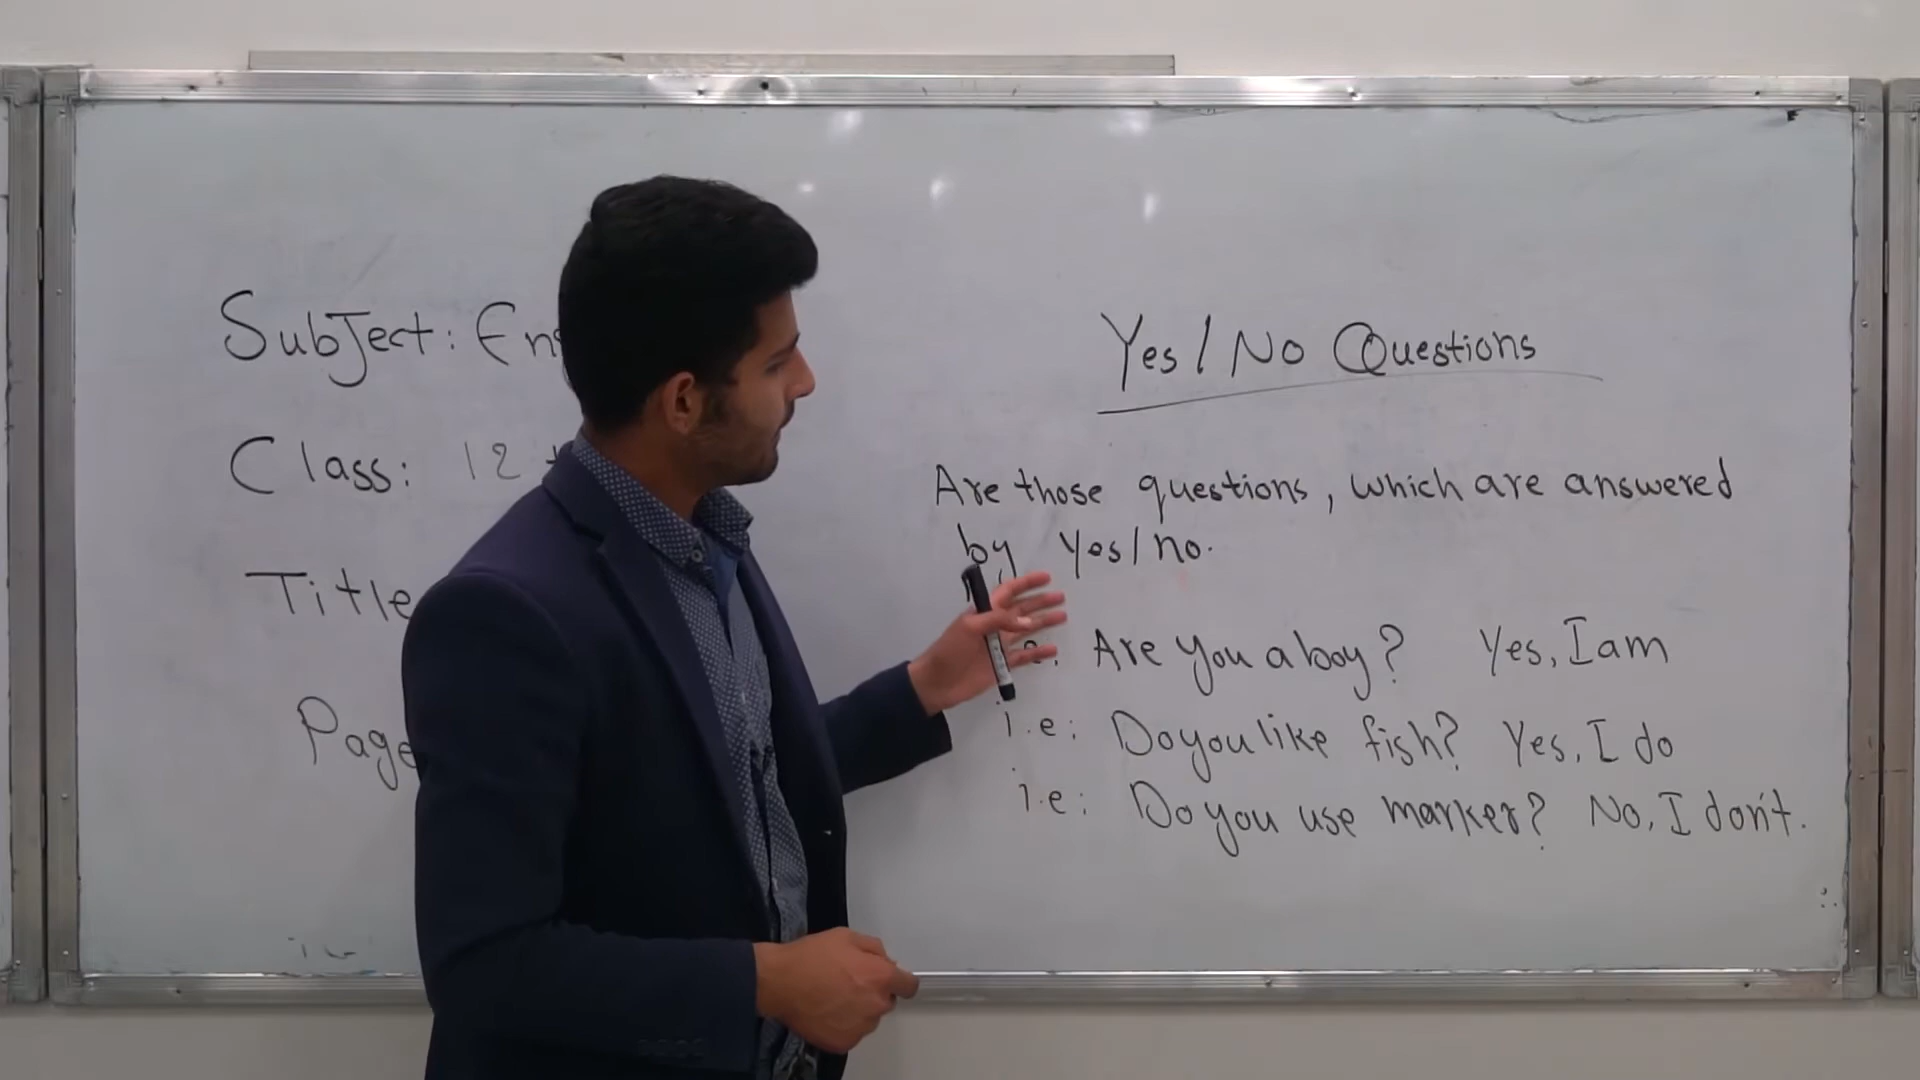 Subject:
Class: 12
Title
Page
Yes/No Questions
Are those questions, which are answered
by yes/no.
Are you a boy? Yes, I am
i.e: Do you like fish? Yes, I do
i.e: Do you use marker? No, I don't.